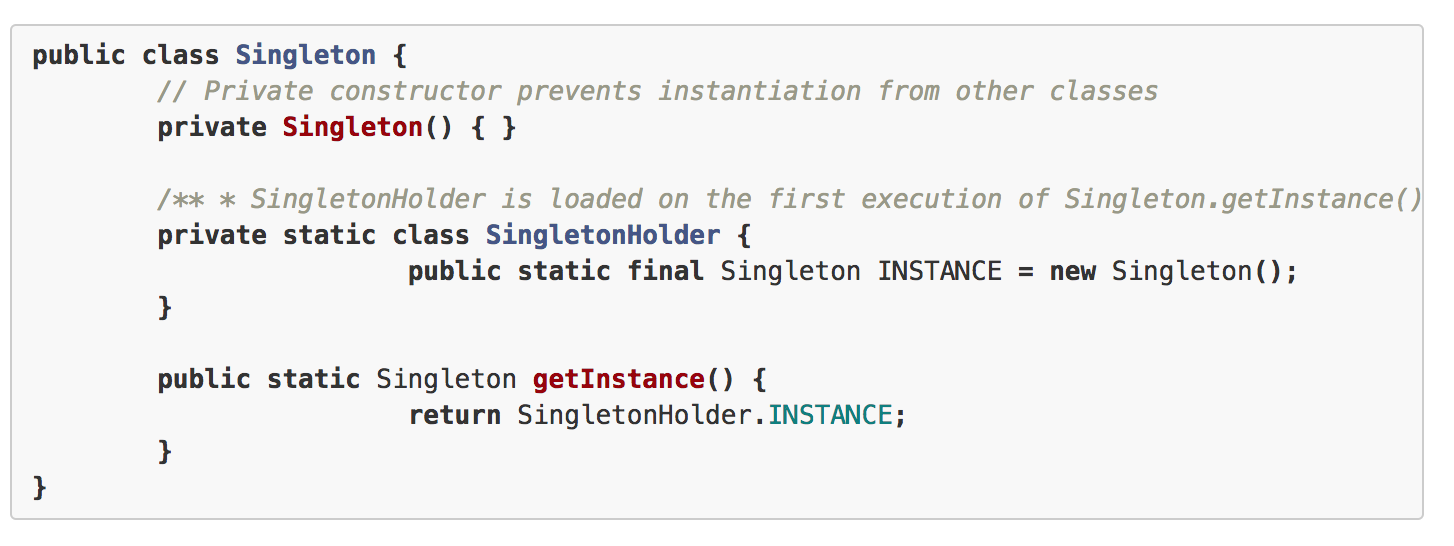 public class Singleton {
// Private constructor prevents instantiation from other classes
private Singleton() { }
/** * SingletonHolder is loaded on the first execution of Singleton.getInstance()
private static class SingletonHolder {
public static final Singleton INSTANCE = new Singleton();
}
public static Singleton getInstance() {
return SingletonHolder.INSTANCE;
}
}